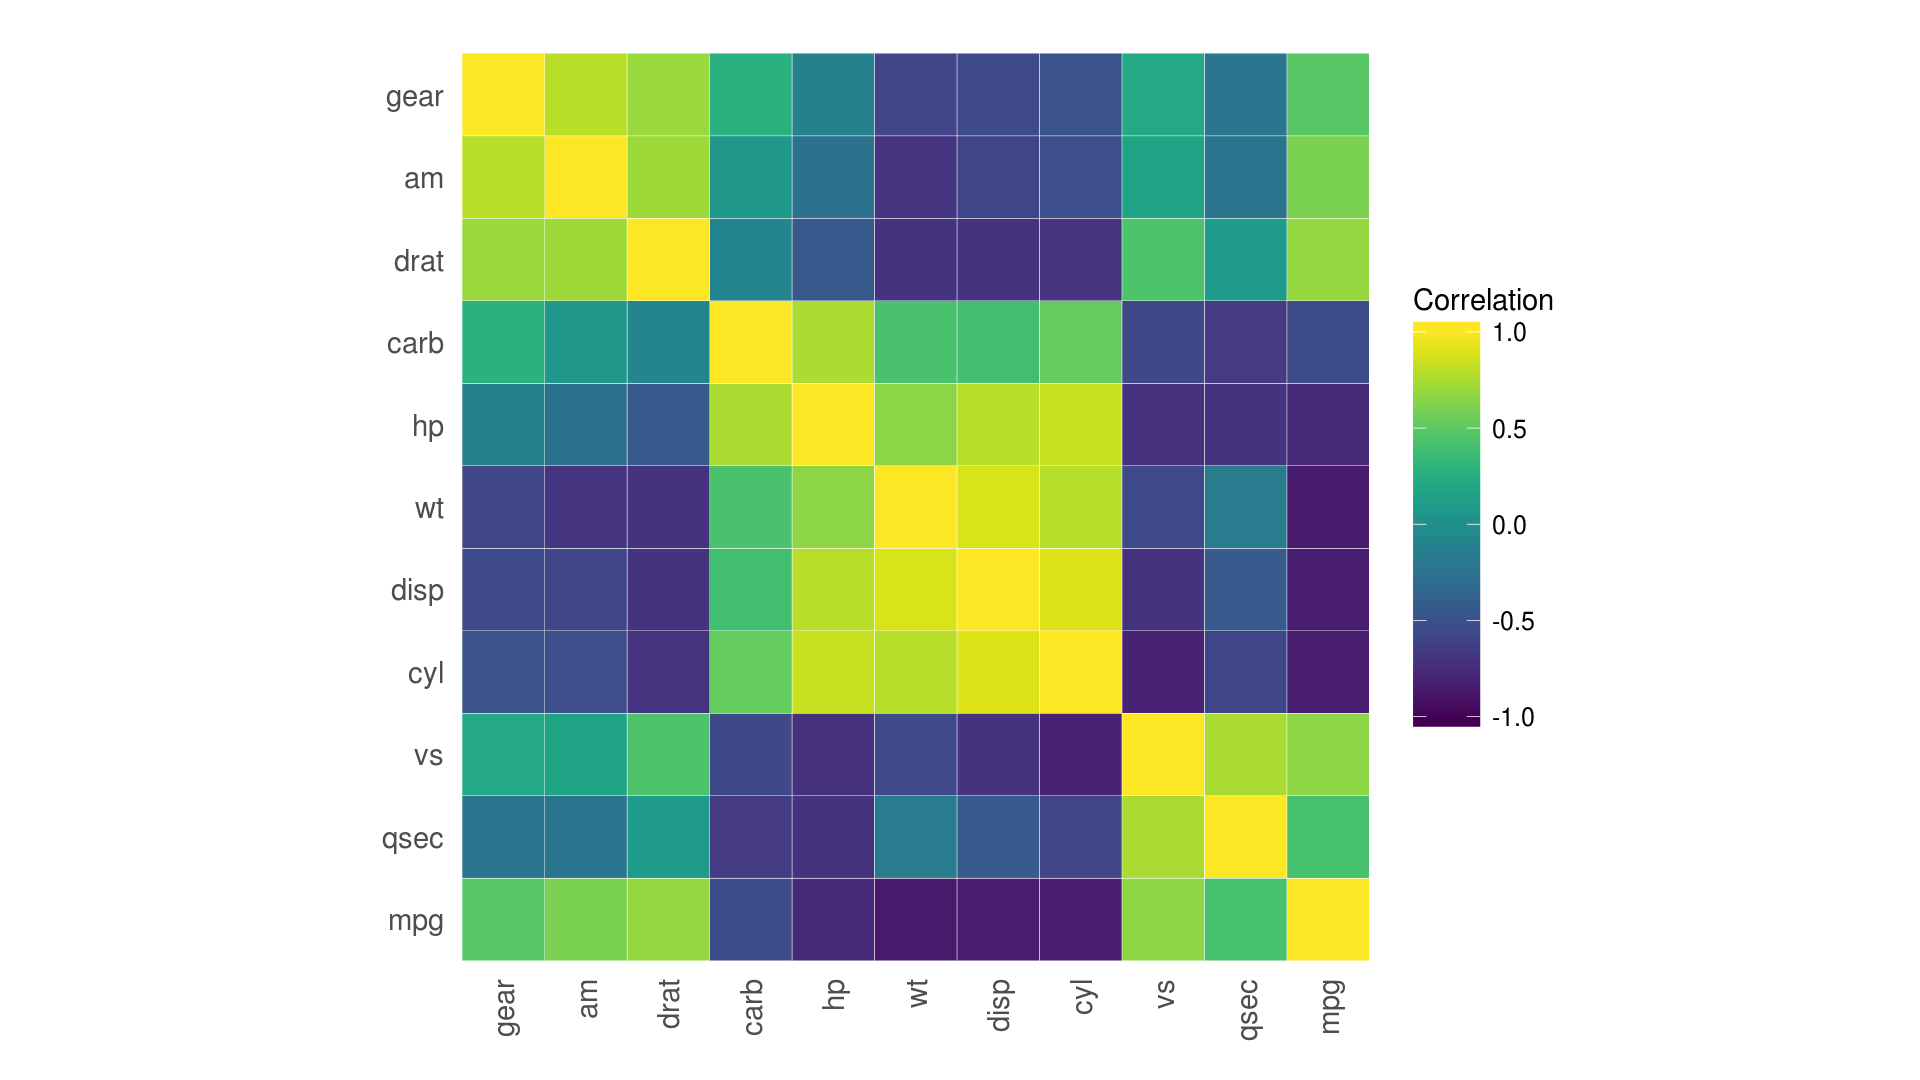 gear
am
drat
carb
hp
wt
disp
cyl
vs
qsec
mpg
gear
am
drat
carb
hp
wt
disp
cyl
vs
qsec
mpg
Correlation
1.0
0.5
0.0
-0.5
-1.0